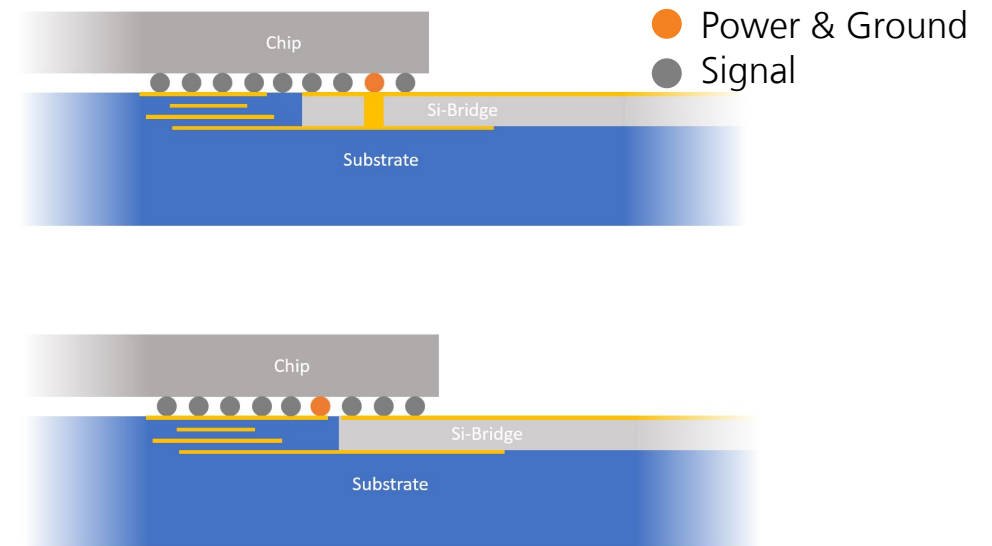 Power & Ground
Signal
Chip
Si-Bridge
Substrate
Chip
Si-Bridge
Substrate